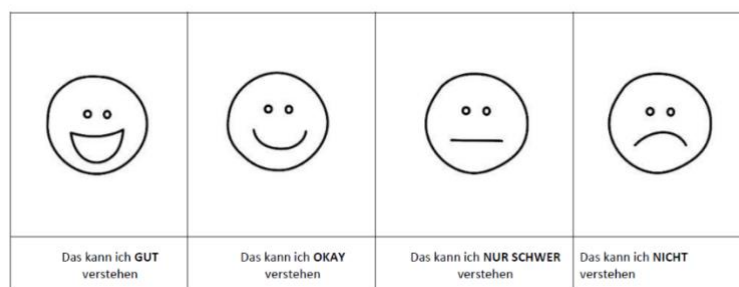 Das kann ich GUT
verstehen
Das kann ich OKAY
verstehen
Das kann ich NUR SCHWER
verstehen
Das kann ich NICHT
verstehen